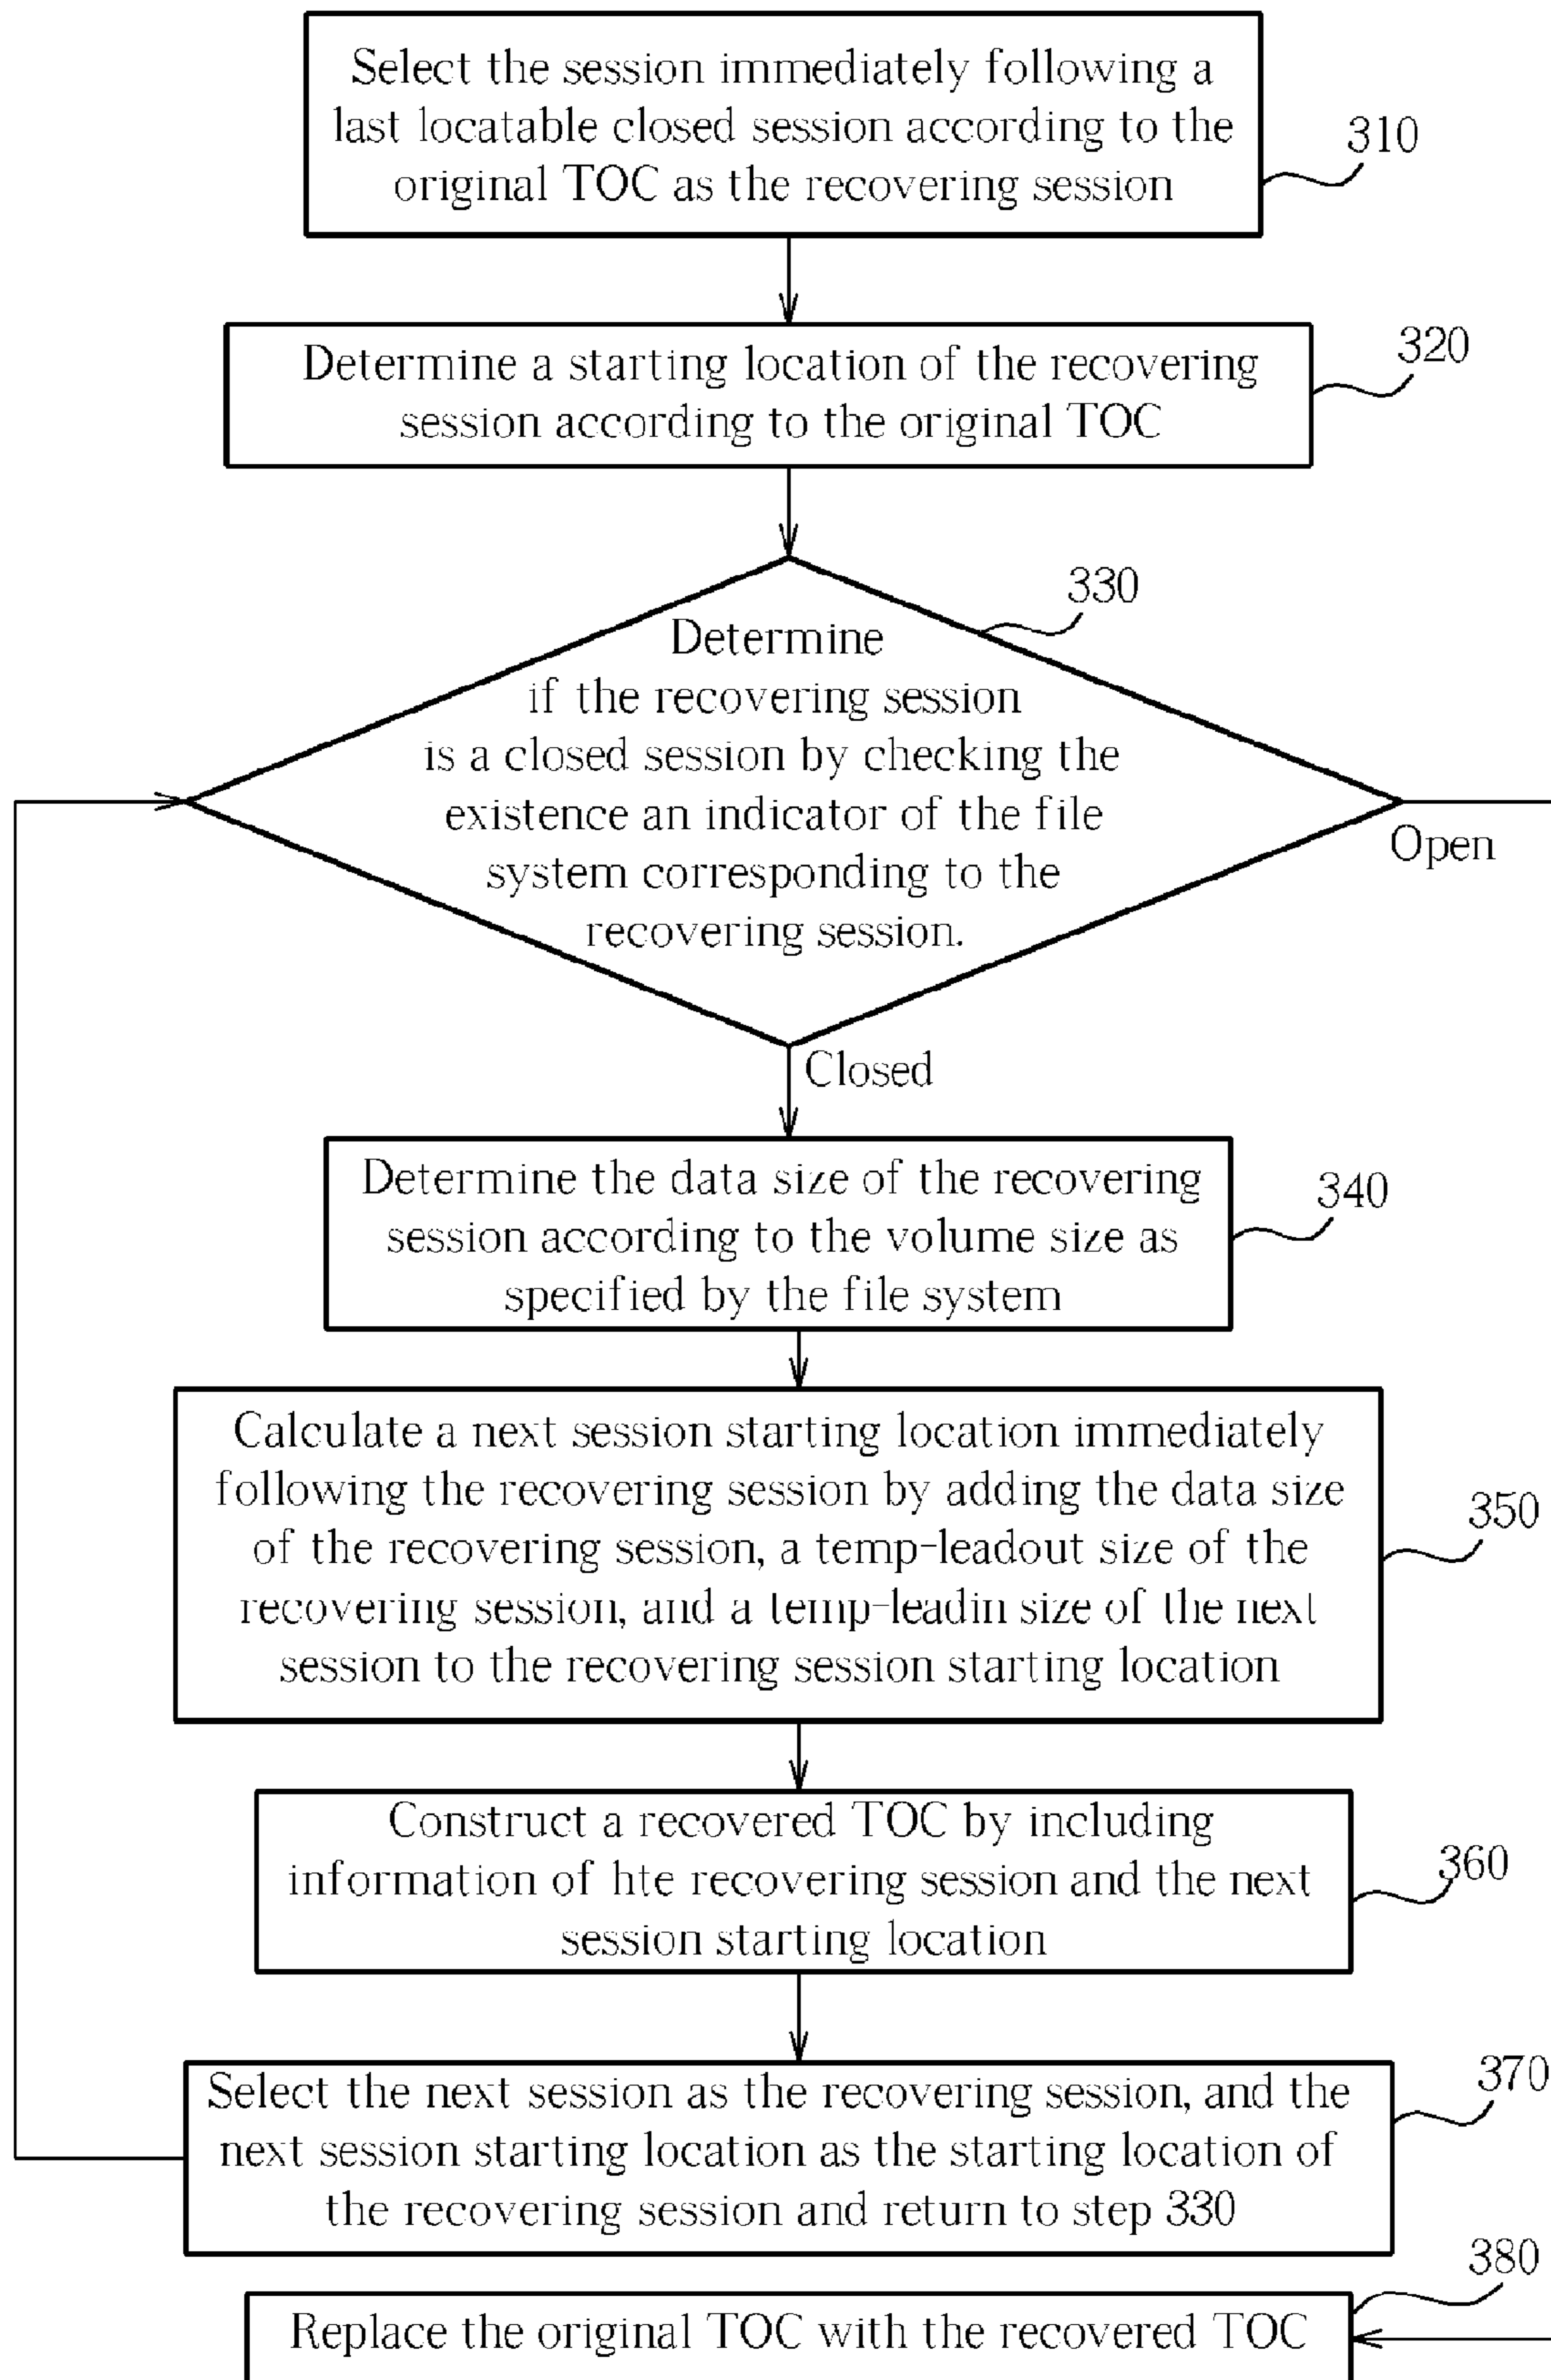 Select the session immediately following a
last locatable closed session according to the
original TOC as the recovering session
310
Determine a starting location of the recovering
session according to the original TOC
320
330
Determine
if the recovering session
is a closed session by checking the
existence an indicator of the file
system corresponding to the
recovering session.
Open
Closed
Determine the data size of the recovering
session according to the volume size as
specified by the file system
340
Calculate a next session starting location immediately
following the recovering session by adding the data size
of the recovering session, a temp-leadout size of the
recovering session, and a temp-leadin size of the next
session to the recovering session starting location
350
Construct a recovered TOC by including
information of hte recovering session and the next
session starting location
360
Select the next session as the recovering session, and the
next session starting location as the starting location of
the recovering session and return to step 330
370
380
Replace the original TOC with the recovered TOC